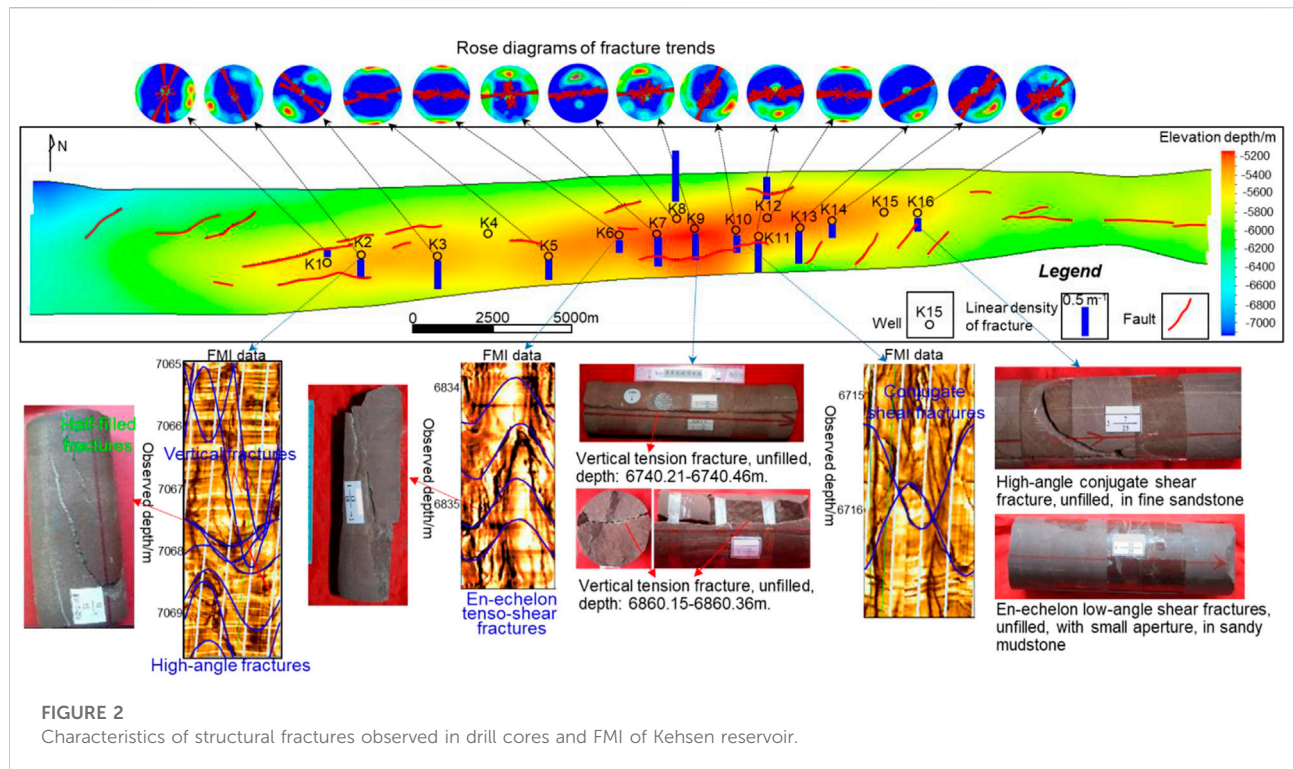 Rose diagrams of fracture trends
N
Elevation depth/m
-5200
-5600
-5800
-6000
-6200
-6400
-6600
-6800
-7000
K1
K2
K3
K4
K5
K6
K7
K8
K9
K10
K11
K12
K13
K14
K15
K16
0 2500 5000m
Legend
Well
K15
Linear density
of fracture
0.5 m⁻¹
Fault
FMI data
7065
7066
7067
7068
7069
Observed depth/m
Half-filled
fractures
Vertical fractures
High-angle fractures
FMI data
6834
6835
Observed depth/m
En-echelon
tenso-shear
fractures
Vertical tension fracture, unfilled,
depth: 6740.21-6740.46m.
Vertical tension fracture, unfilled,
depth: 6860.15-6860.36m.
FMI data
6715
6716
Observed depth/m
Conjugate
shear fractures
High-angle conjugate shear
fracture, unfilled, in fine sandstone
En-echelon low-angle shear fractures,
unfilled, with small aperture, in sandy
mudstone
FIGURE 2
Characteristics of structural fractures observed in drill cores and FMI of Kehsen reservoir.